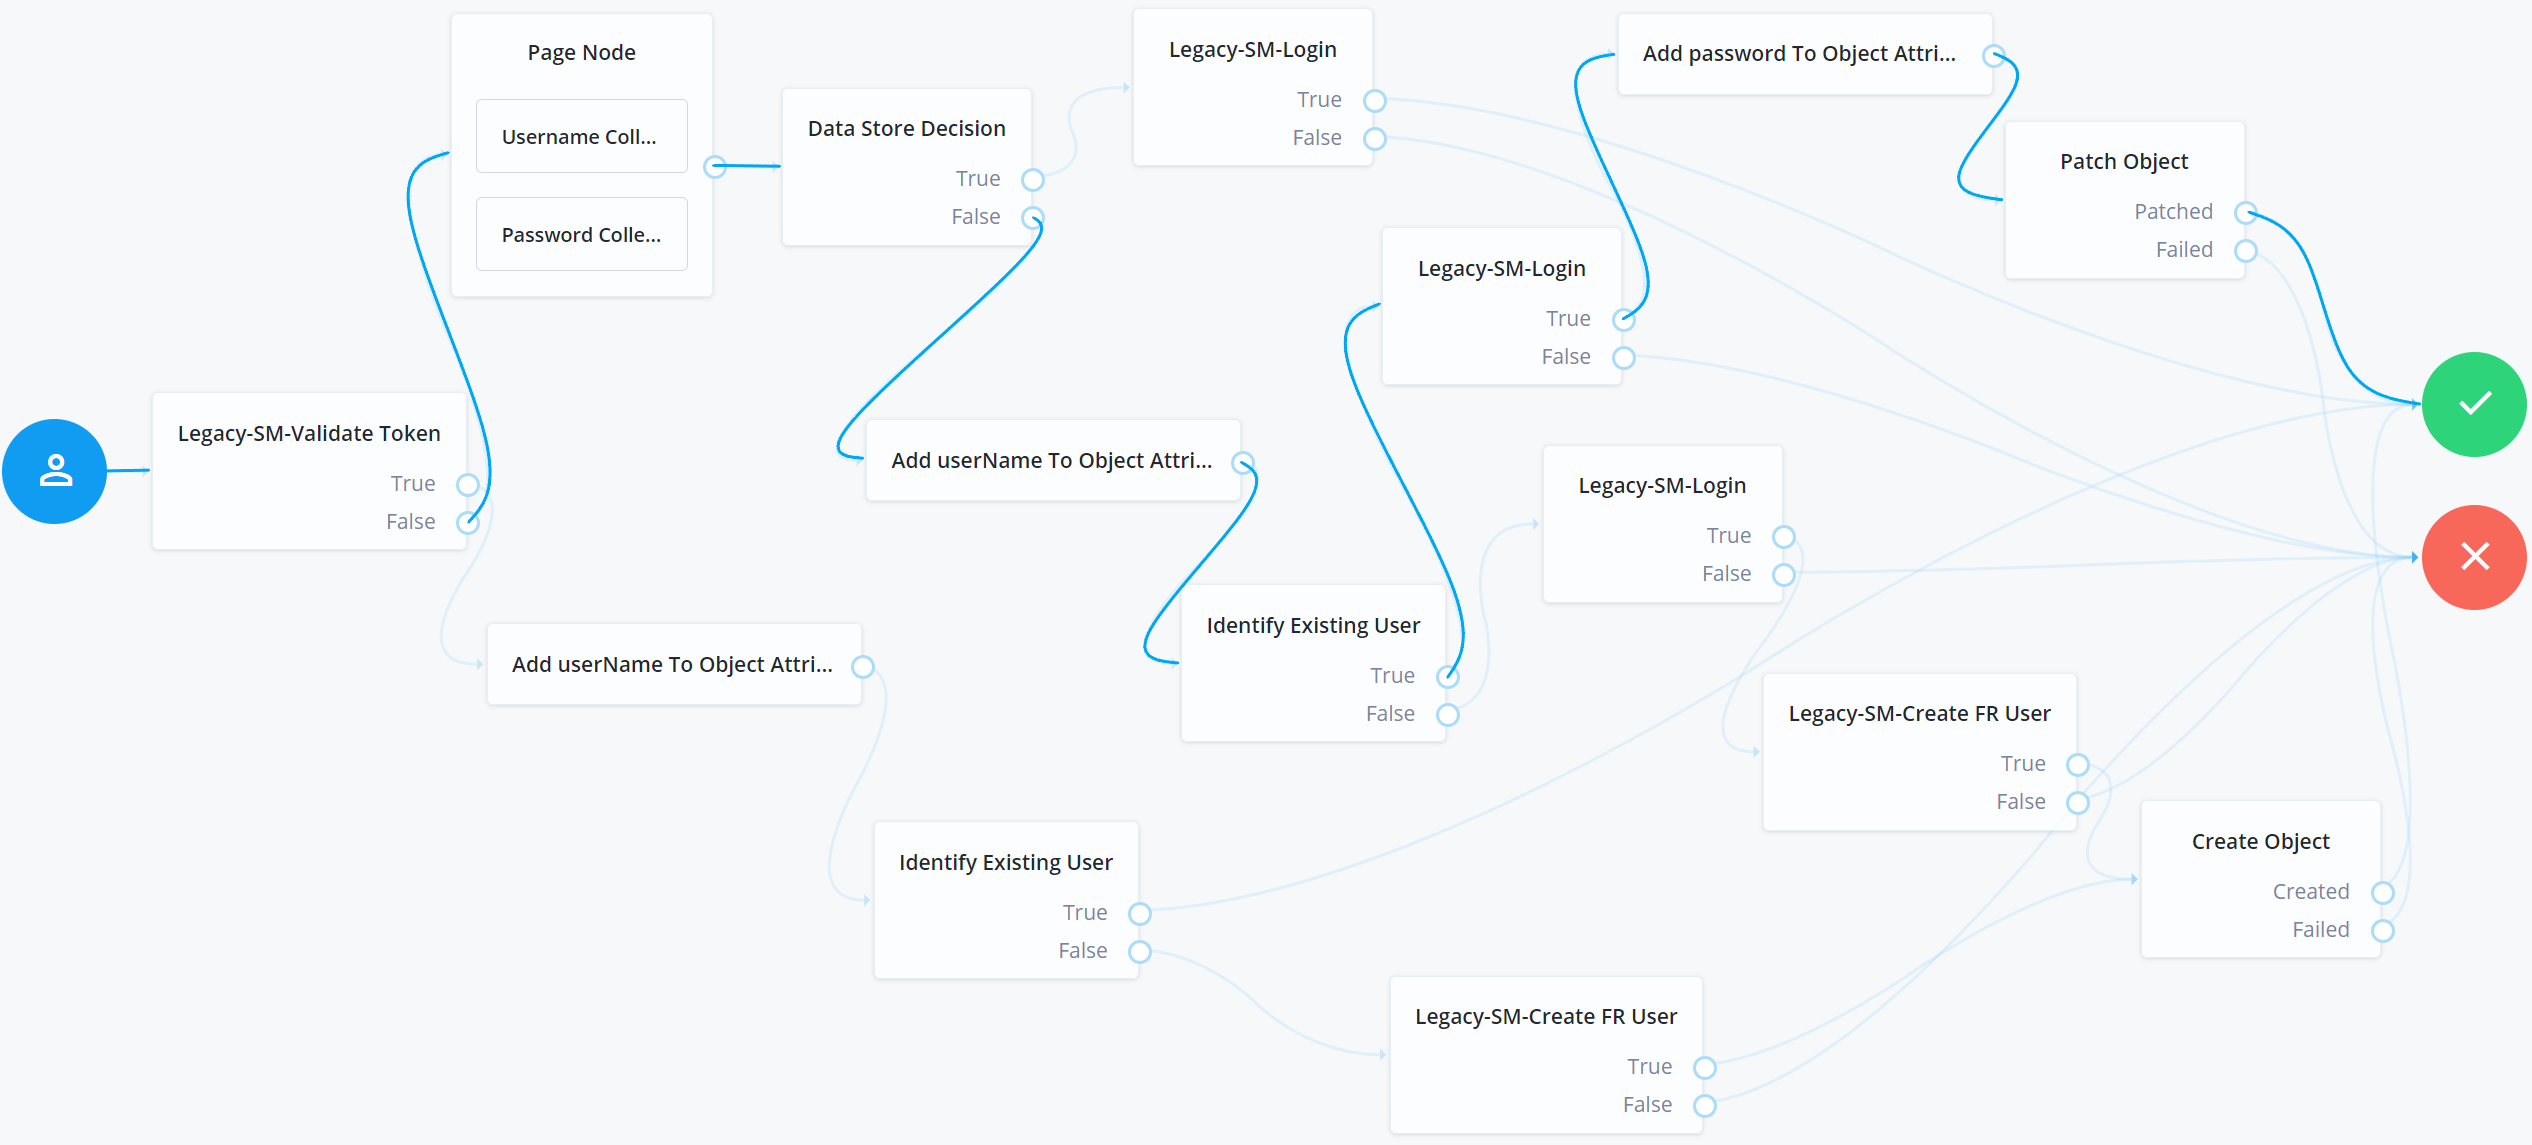 Page Node
Username Coll...
Password Colle...
Data Store Decision
True
False
Legacy-SM-Login
True
False
Add password To Object Attri...
Patch Object
Patched
Failed
Legacy-SM-Login
True
False
Legacy-SM-Validate Token
True
False
Add userName To Object Attri...
Legacy-SM-Login
True
False
Identify Existing User
True
False
Add userName To Object Attri...
Legacy-SM-Create FR User
True
False
Identify Existing User
True
False
Create Object
Created
Failed
Legacy-SM-Create FR User
True
False